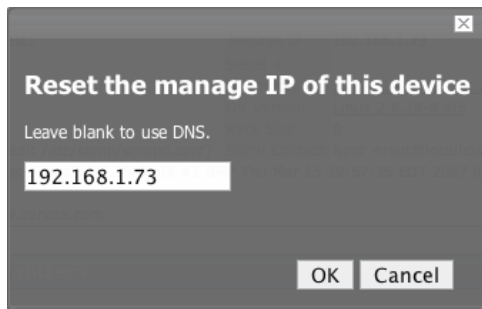 Reset the manage IP of this device
Leave blank to use DNS.
192.168.1.73
OK Cancel